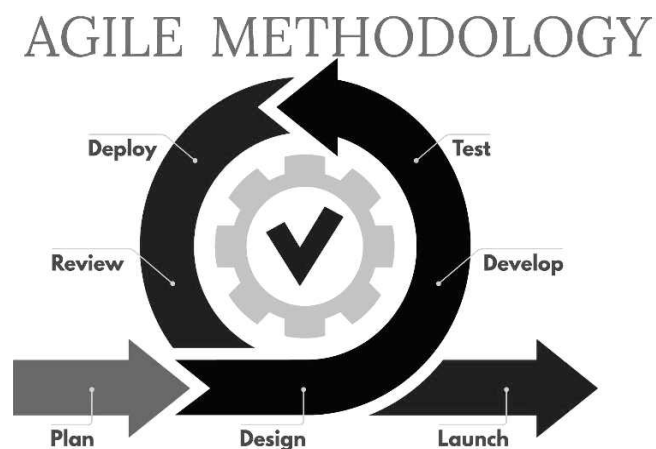 AGILE METHODOLOGY
Deploy
Test
Review
Develop
Plan
Design
Launch